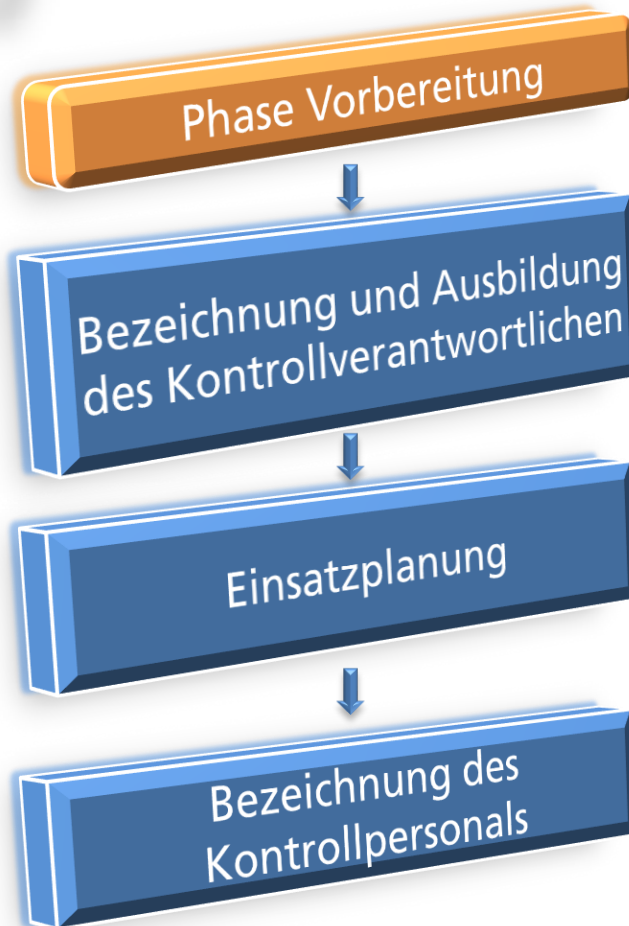 Phase Vorbereitung
Bezeichnung und Ausbildung
des Kontrollverantwortlichen
Einsatzplanung
Bezeichnung des
Kontrollpersonals